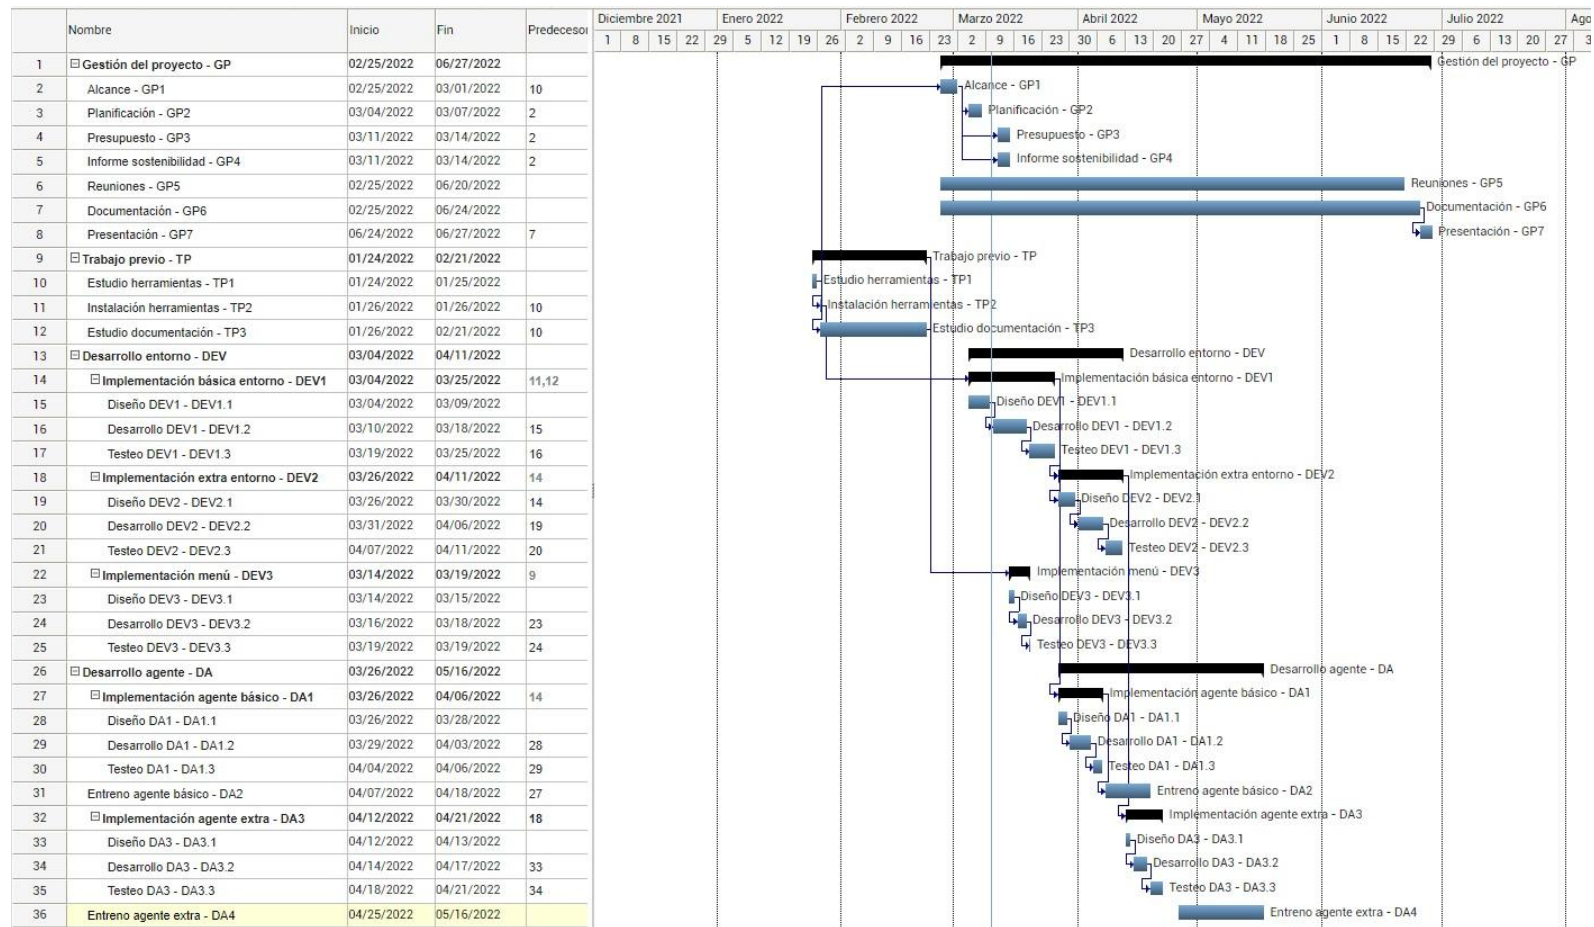 Nombre Inicio Fin Predecesor Diciembre 2021 Enero 2022 Febrero 2022 Marzo 2022 Abril 2022 Mayo 2022 Junio 2022 Julio 2022 Ago
1 8 15 22 29 5 12 19 26 2 9 16 23 2 9 16 23 30 6 13 20 27 4 11 18 25 1 8 15 22 29 6 13 20 27 3
1 Gestión del proyecto - GP 02/25/2022 06/27/2022 Gestión del proyecto - GP
2 Alcance - GP1 02/25/2022 03/01/2022 10 Alcance - GP1
3 Planificación - GP2 03/04/2022 03/07/2022 2 Planificación - GP2
4 Presupuesto - GP3 03/11/2022 03/14/2022 2 Presupuesto - GP3
5 Informe sostenibilidad - GP4 03/11/2022 03/14/2022 2 Informe sostenibilidad - GP4
6 Reuniones - GP5 02/25/2022 06/20/2022 Reuniones - GP5
7 Documentación - GP6 02/25/2022 06/24/2022 Documentación - GP6
8 Presentación - GP7 06/24/2022 06/27/2022 7 Presentación - GP7
9 Trabajo previo - TP 01/24/2022 02/21/2022 Trabajo previo - TP
10 Estudio herramientas - TP1 01/24/2022 01/25/2022 Estudio herramientas - TP1
11 Instalación herramientas - TP2 01/26/2022 01/26/2022 10 Instalación herramientas - TP2
12 Estudio documentación - TP3 01/26/2022 02/21/2022 10 Estudio documentación - TP3
13 Desarrollo entorno - DEV 03/04/2022 04/11/2022 Desarrollo entorno - DEV
14 Implementación básica entorno - DEV1 03/04/2022 03/25/2022 11,12 Implementación básica entorno - DEV1
15 Diseño DEV1 - DEV1.1 03/04/2022 03/09/2022 Diseño DEV1 - DEV1.1
16 Desarrollo DEV1 - DEV1.2 03/10/2022 03/18/2022 15 Desarrollo DEV1 - DEV1.2
17 Testeo DEV1 - DEV1.3 03/19/2022 03/25/2022 16 Testeo DEV1 - DEV1.3
18 Implementación extra entorno - DEV2 03/26/2022 04/11/2022 14 Implementación extra entorno - DEV2
19 Diseño DEV2 - DEV2.1 03/26/2022 03/30/2022 14 Diseño DEV2 - DEV2.1
20 Desarrollo DEV2 - DEV2.2 03/31/2022 04/06/2022 19 Desarrollo DEV2 - DEV2.2
21 Testeo DEV2 - DEV2.3 04/07/2022 04/11/2022 20 Testeo DEV2 - DEV2.3
22 Implementación menú - DEV3 03/14/2022 03/19/2022 9 Implementación menú - DEV3
23 Diseño DEV3 - DEV3.1 03/14/2022 03/15/2022 Diseño DEV3 - DEV3.1
24 Desarrollo DEV3 - DEV3.2 03/16/2022 03/18/2022 23 Desarrollo DEV3 - DEV3.2
25 Testeo DEV3 - DEV3.3 03/19/2022 03/19/2022 24 Testeo DEV3 - DEV3.3
26 Desarrollo agente - DA 03/26/2022 05/16/2022 Desarrollo agente - DA
27 Implementación agente básico - DA1 03/26/2022 04/06/2022 14 Implementación agente básico - DA1
28 Diseño DA1 - DA1.1 03/26/2022 03/28/2022 Diseño DA1 - DA1.1
29 Desarrollo DA1 - DA1.2 03/29/2022 04/03/2022 28 Desarrollo DA1 - DA1.2
30 Testeo DA1 - DA1.3 04/04/2022 04/06/2022 29 Testeo DA1 - DA1.3
31 Entreno agente básico - DA2 04/07/2022 04/18/2022 27 Entreno agente básico - DA2
32 Implementación agente extra - DA3 04/12/2022 04/21/2022 18 Implementación agente extra - DA3
33 Diseño DA3 - DA3.1 04/12/2022 04/13/2022 Diseño DA3 - DA3.1
34 Desarrollo DA3 - DA3.2 04/14/2022 04/17/2022 33 Desarrollo DA3 - DA3.2
35 Testeo DA3 - DA3.3 04/18/2022 04/21/2022 34 Testeo DA3 - DA3.3
36 Entreno agente extra - DA4 04/25/2022 05/16/2022 Entreno agente extra - DA4